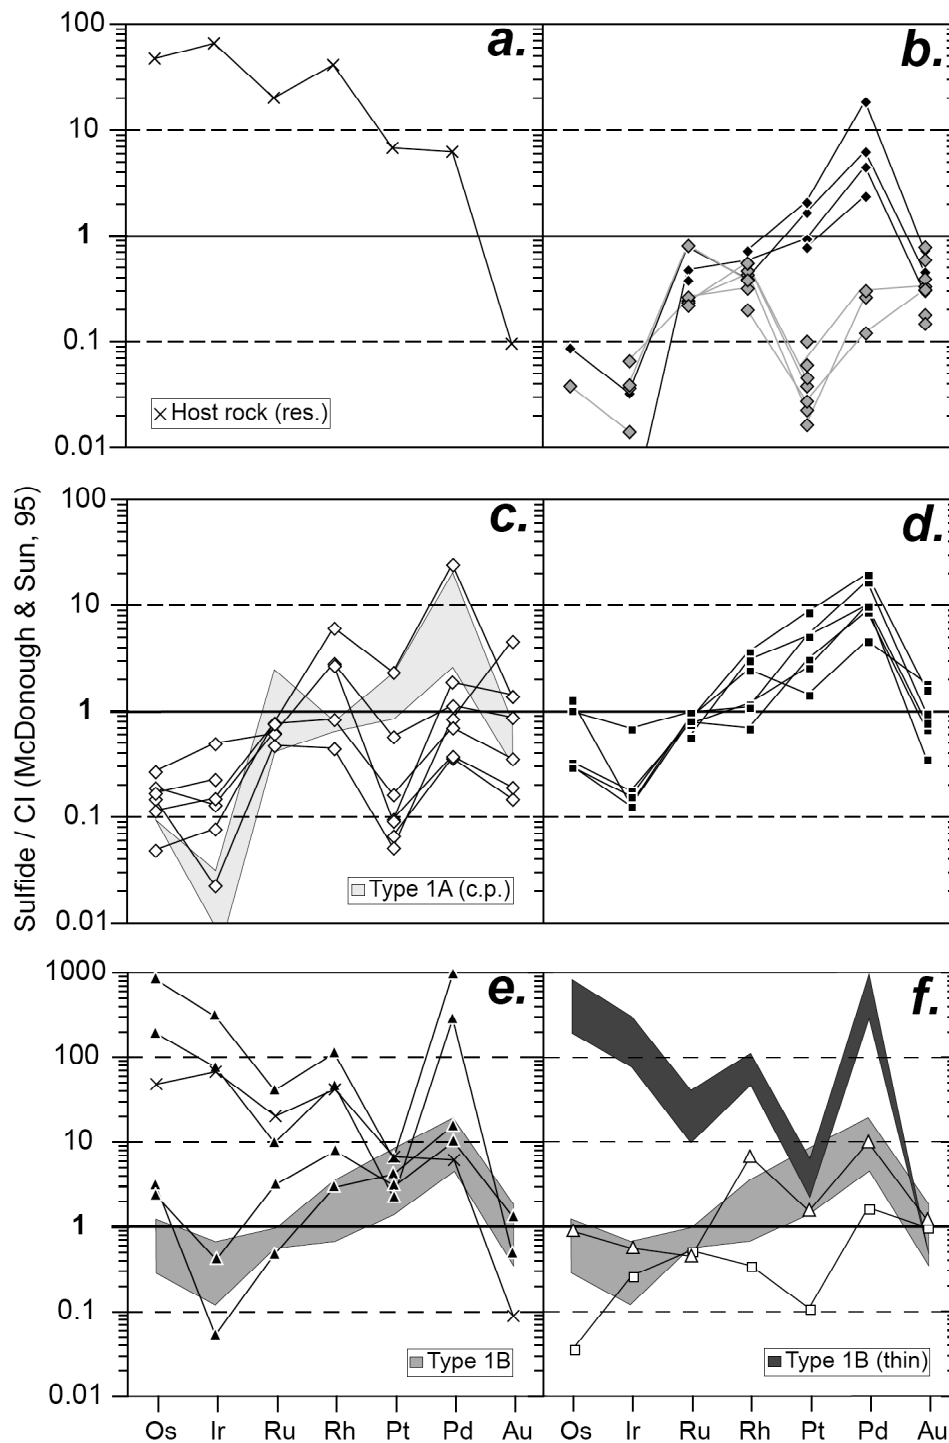 100
10
1
0.1
0.01
a.
Host rock (res.)
b.
Sulfide / CI (McDonough & Sun, 95)
100
10
1
0.1
0.01
c.
Type 1A (c.p.)
d.
1000
100
10
1
0.1
0.01
e.
Type 1B
f.
Type 1B (thin)
Os Ir Ru Rh Pt Pd Au Os Ir Ru Rh Pt Pd Au